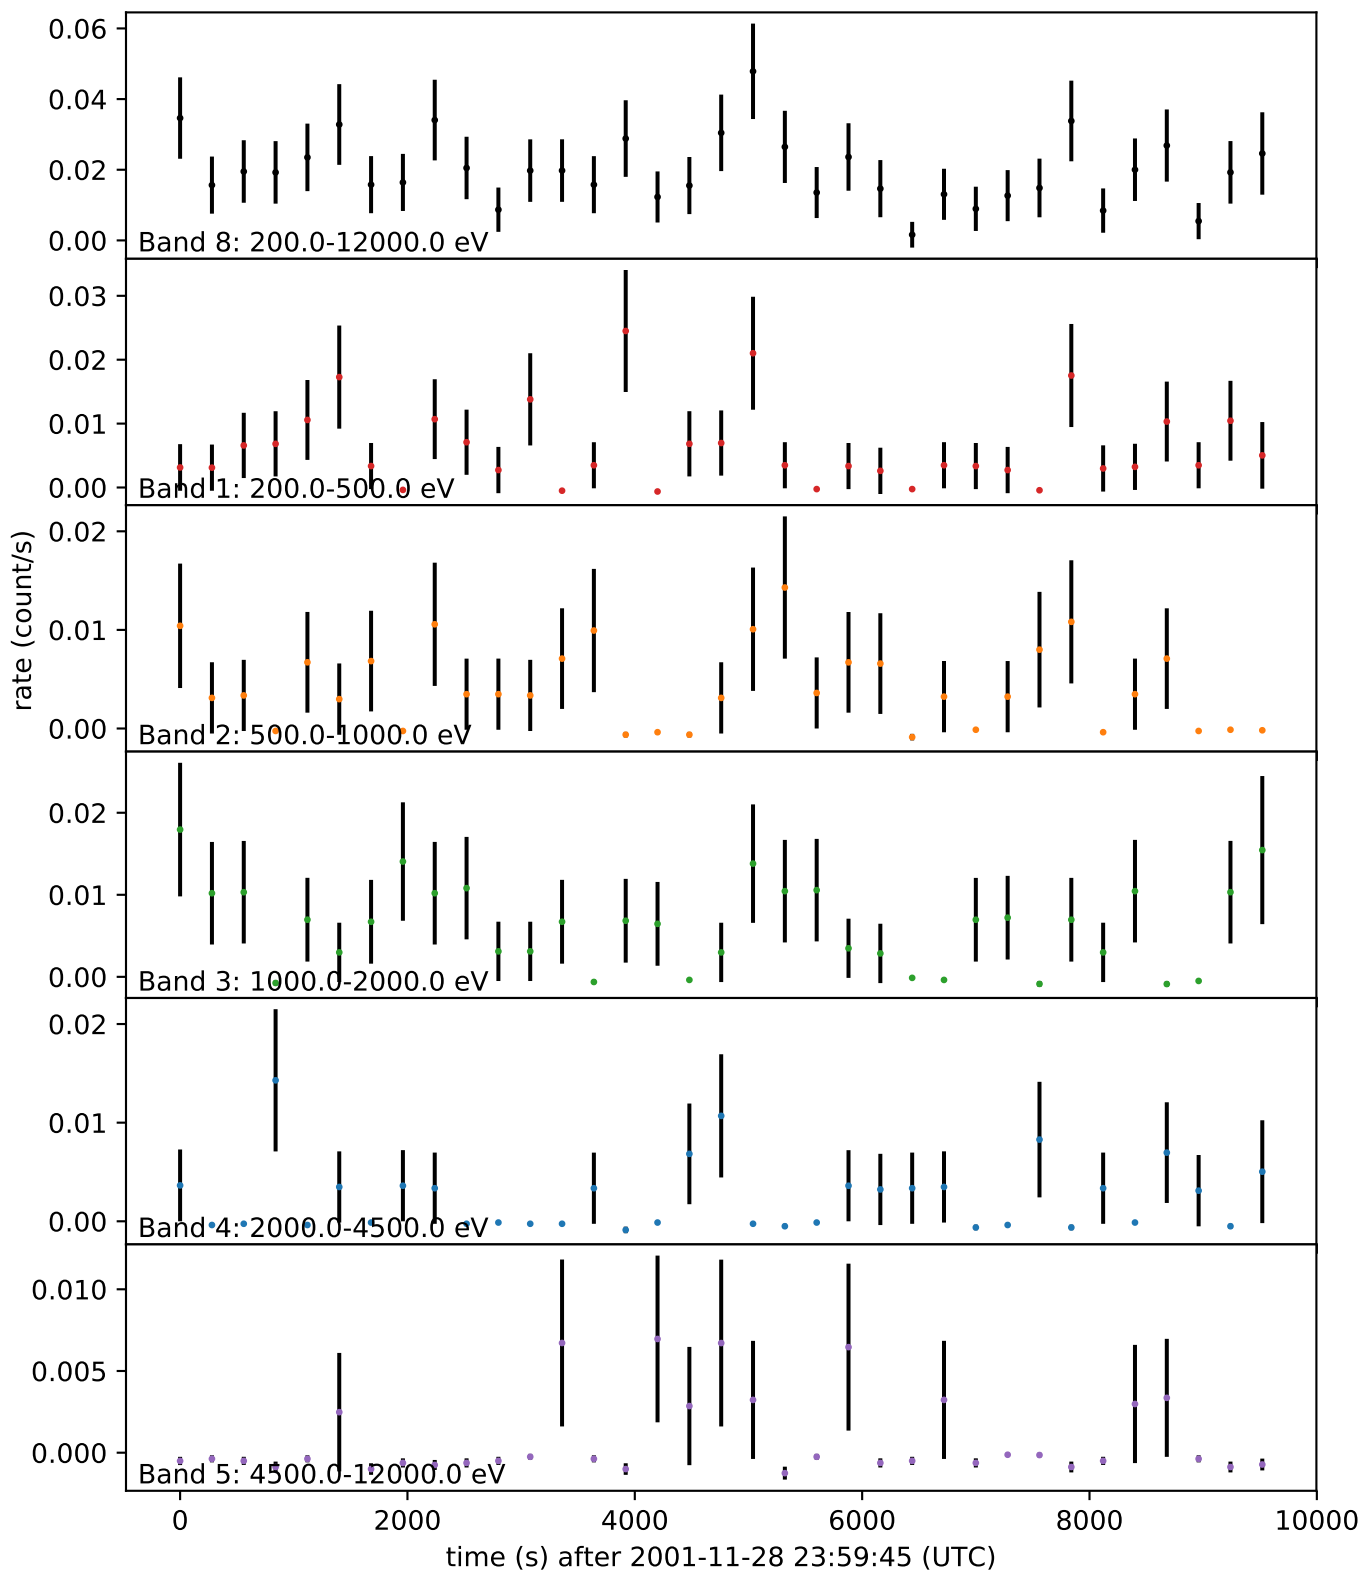 0.06
0.04
0.02
0.00
Band 8: 200.0-12000.0 eV
0.03
0.02
0.01
0.00
Band 1: 200.0-500.0 eV
0.02
0.01
0.00
Band 2: 500.0-1000.0 eV
rate (count/s)
0.02
0.01
0.00
Band 3: 1000.0-2000.0 eV
0.02
0.01
0.00
Band 4: 2000.0-4500.0 eV
0.010
0.005
0.000
Band 5: 4500.0-12000.0 eV
0 2000 4000 6000 8000 10000
time (s) after 2001-11-28 23:59:45 (UTC)